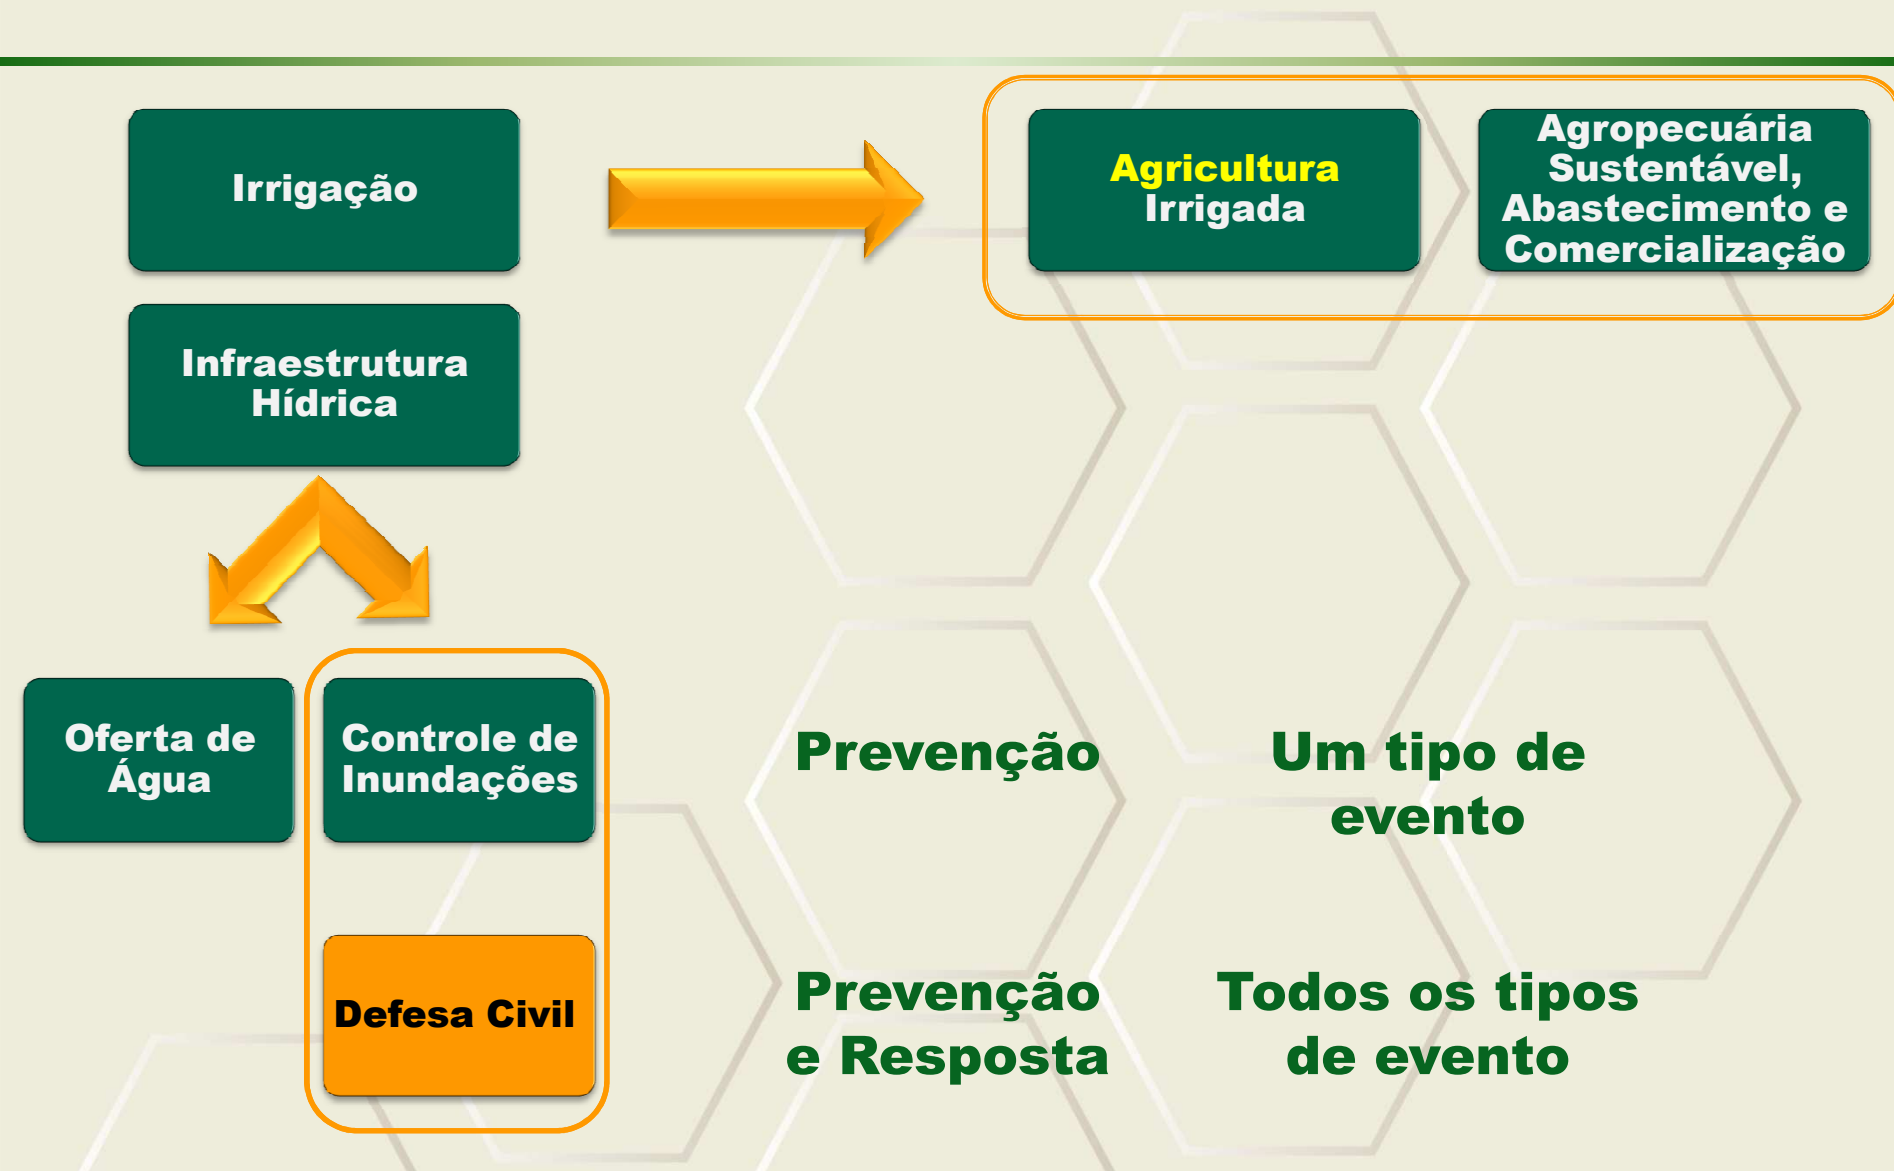 Irrigação
Agricultura
Irrigada
Agropecuária
Sustentável,
Abastecimento e
Comercialização
Infraestrutura
Hídrica
Oferta de
Água
Controle de
Inundações
Prevenção
Um tipo de
evento
Defesa Civil
Prevenção
e Resposta
Todos os tipos
de evento